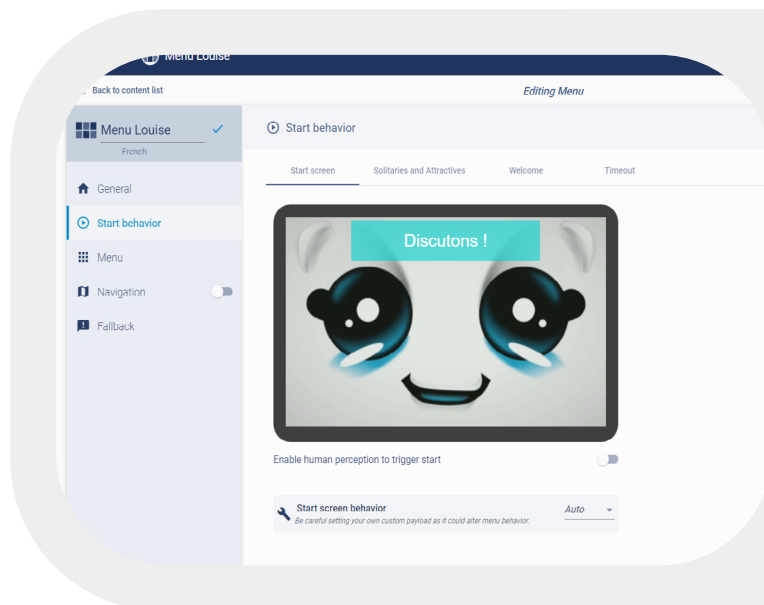 Menu Louise
Back to content list
Editing Menu
Menu Louise
French
Start behavior
Start screen
Solitaries and Attractives
Welcome
Timeout
General
Start behavior
Menu
Navigation
Fallback
Discutons !
Enable human perception to trigger start
Start screen behavior
Be careful setting your own custom payload as it could alter menu behavior.
Auto